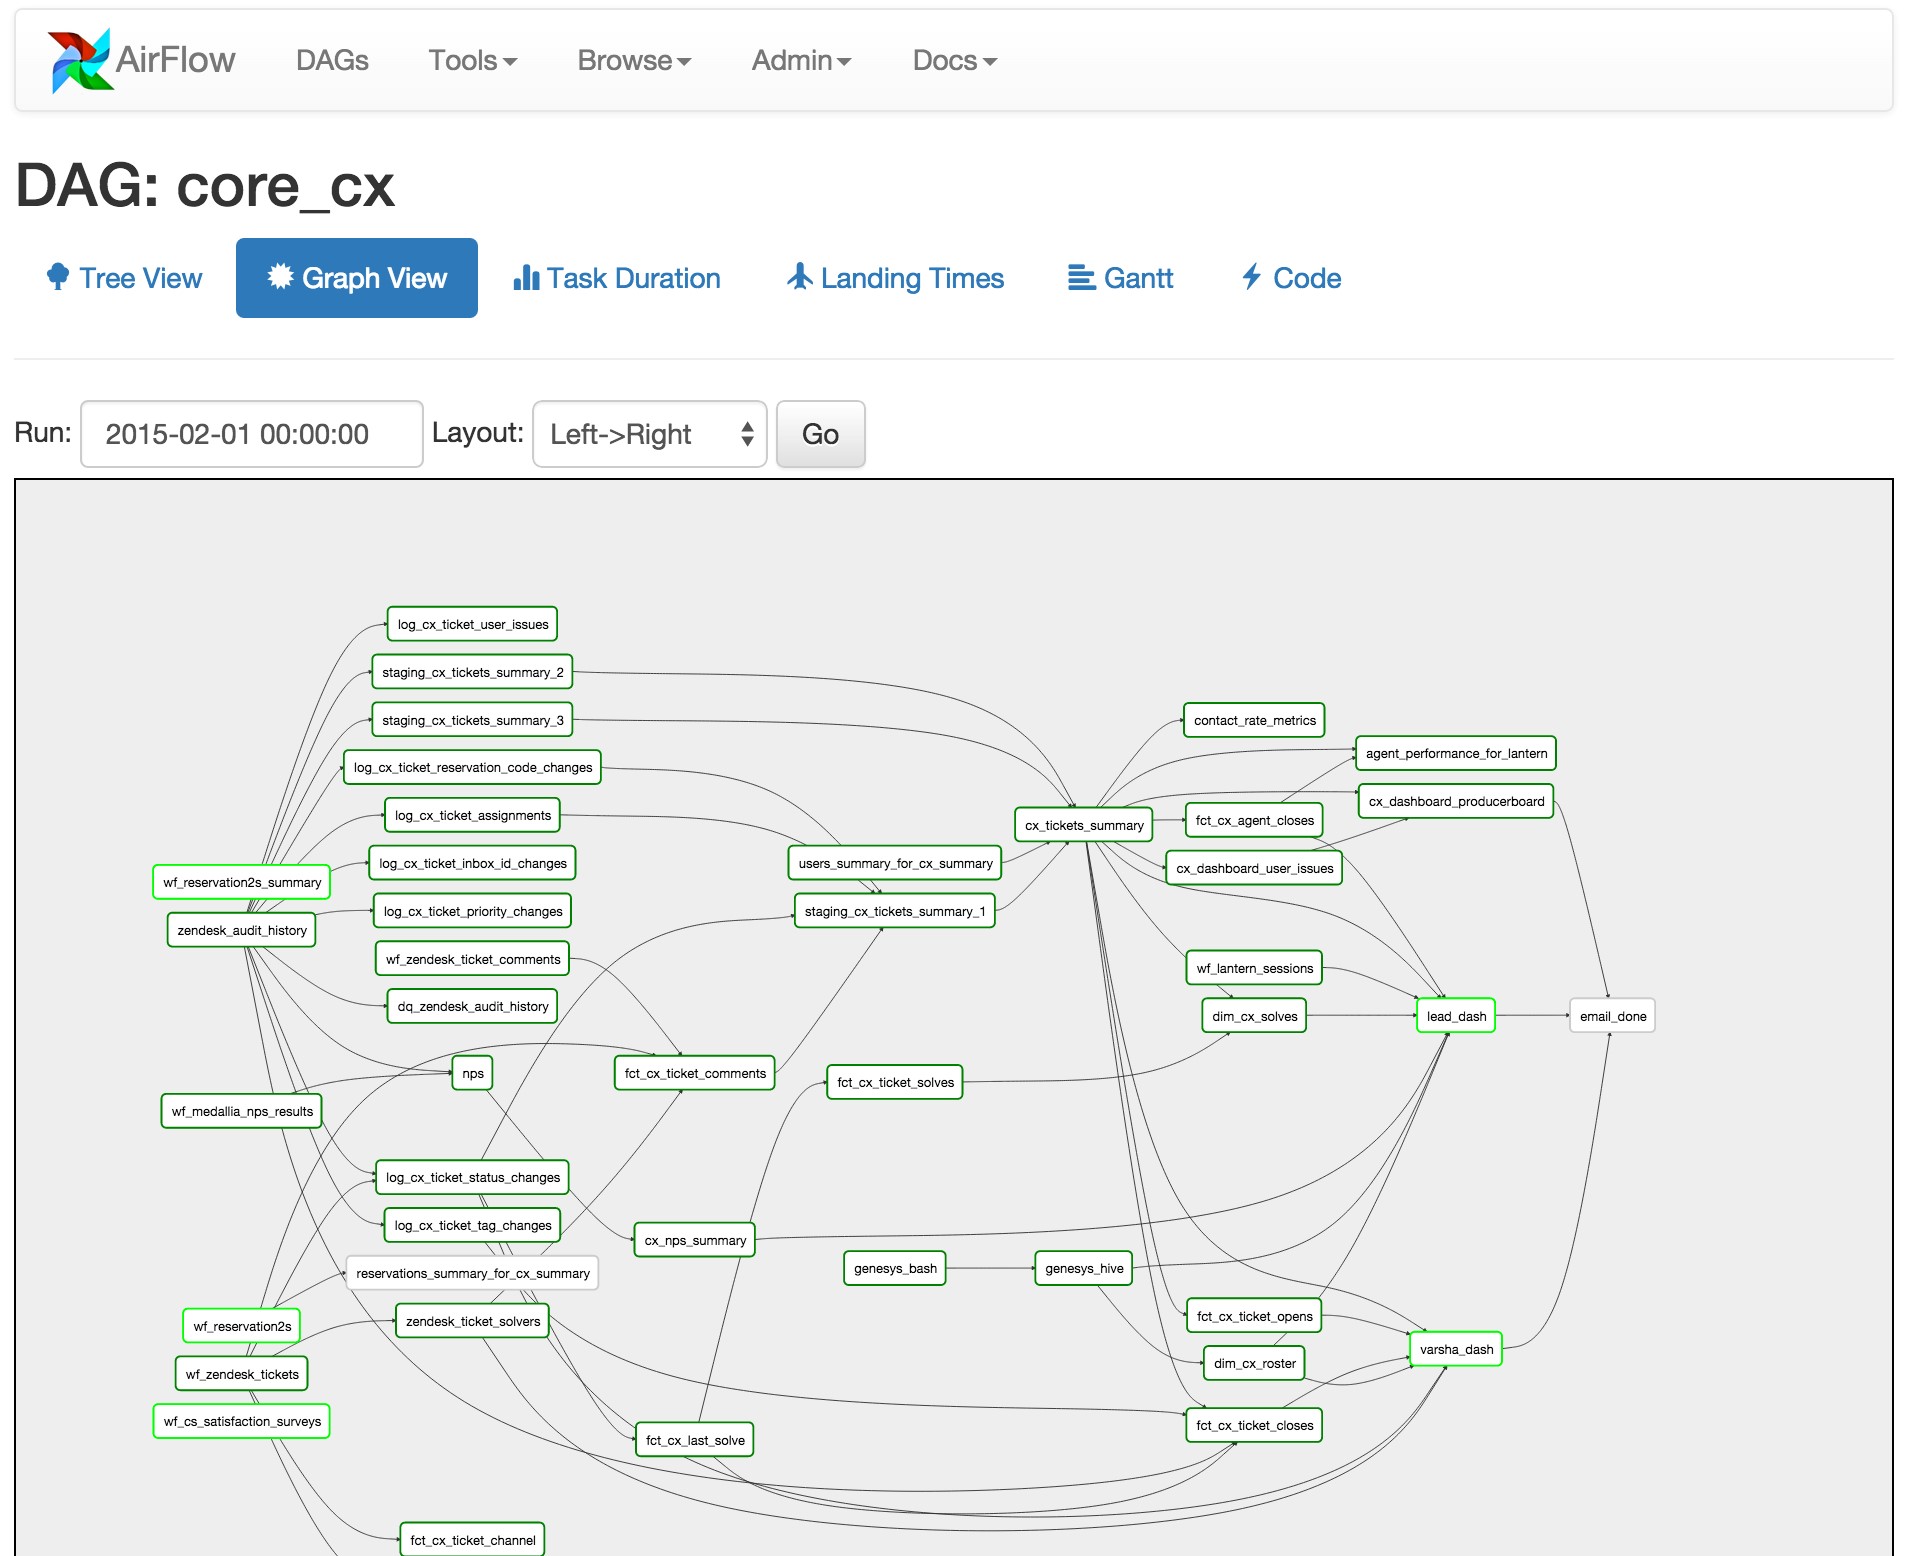 AirFlow DAGs Tools Browse Admin Docs
DAG: core_cx
Tree View Graph View Task Duration Landing Times Gantt Code
Run: 2015-02-01 00:00:00 Layout: Left->Right Go
log_cx_ticket_user_issues
staging_cx_tickets_summary_2
staging_cx_tickets_summary_3
log_cx_ticket_reservation_code_changes
log_cx_ticket_assignments
log_cx_ticket_inbox_id_changes
wf_reservation2s_summary
log_cx_ticket_priority_changes
zendesk_audit_history
wf_zendesk_ticket_comments
dq_zendesk_audit_history
nps
wf_medallia_nps_results
log_cx_ticket_status_changes
log_cx_ticket_tag_changes
reservations_summary_for_cx_summary
wf_reservation2s
zendesk_ticket_solvers
wf_zendesk_tickets
wf_cs_satisfaction_surveys
fct_cx_ticket_channel
users_summary_for_cx_summary
staging_cx_tickets_summary_1
fct_cx_ticket_comments
fct_cx_ticket_solves
cx_nps_summary
genesys_bash
genesys_hive
fct_cx_last_solve
cx_tickets_summary
contact_rate_metrics
agent_performance_for_lantern
cx_dashboard_producerboard
fct_cx_agent_closes
cx_dashboard_user_issues
wf_lantern_sessions
dim_cx_solves
lead_dash
email_done
fct_cx_ticket_opens
varsha_dash
dim_cx_roster
fct_cx_ticket_closes